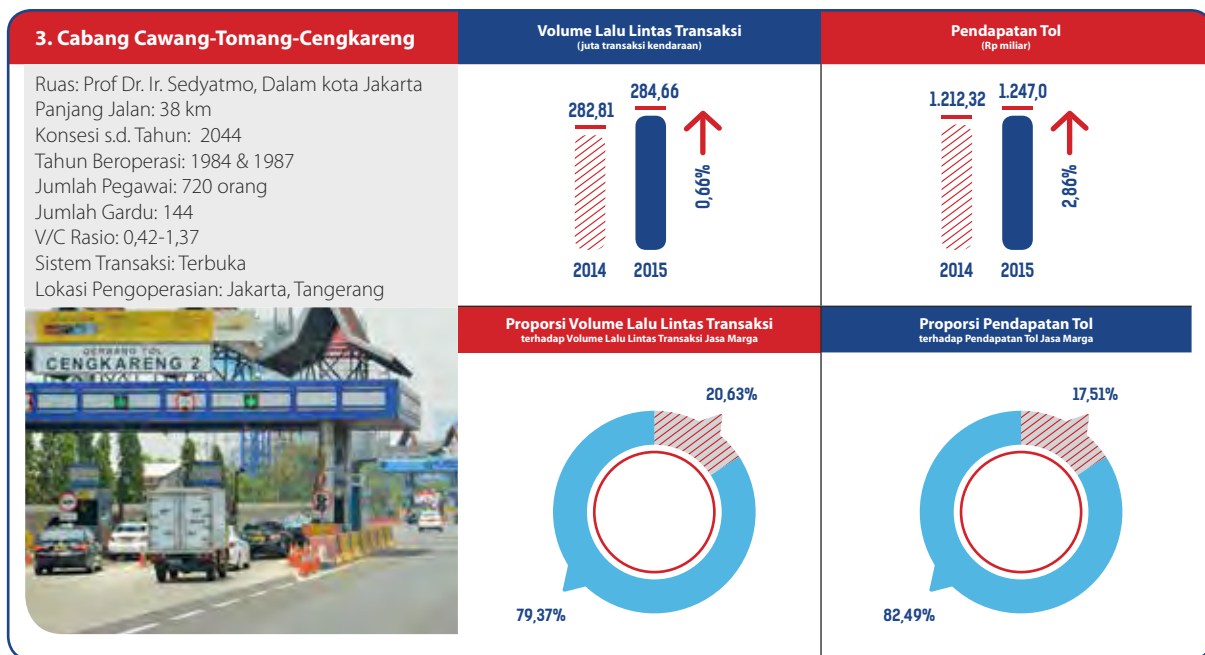 3. Cabang Cawang-Tomang-Cengkareng
Ruas: Prof Dr. Ir. Sedyatmo, Dalam kota Jakarta
Panjang Jalan: 38 km
Konsesi s.d. Tahun: 2044
Tahun Beroperasi: 1984 & 1987
Jumlah Pegawai: 720 orang
Jumlah Gardu: 144
V/C Rasio: 0,42-1,37
Sistem Transaksi: Terbuka
Lokasi Pengoperasian: Jakarta, Tangerang
GERBANG TOL
CENGKARENG 2
Volume Lalu Lintas Transaksi
(juta transaksi kendaraan)
282,81
284,66
0,66%
2014
2015
Pendapatan Tol
(Rp miliar)
1.212,32
1.247,0
2,86%
2014
2015
Proporsi Volume Lalu Lintas Transaksi
terhadap Volume Lalu Lintas Transaksi Jasa Marga
20,63%
79,37%
Proporsi Pendapatan Tol
terhadap Pendapatan Tol Jasa Marga
17,51%
82,49%